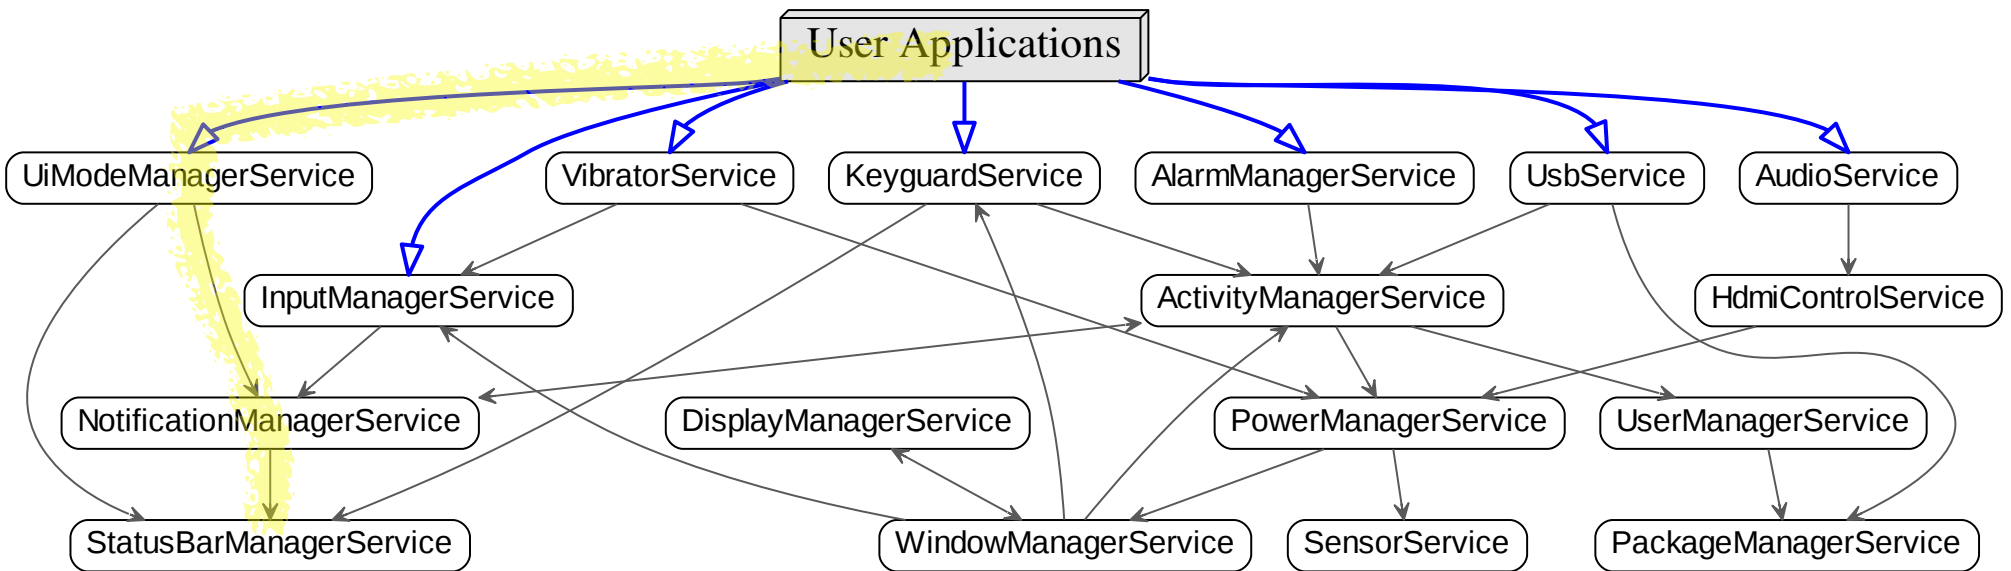 User Applications
UiModeManagerService
VibratorService
KeyguardService
AlarmManagerService
UsbService
AudioService
InputManagerService
ActivityManagerService
HdmiControlService
NotificationManagerService
DisplayManagerService
PowerManagerService
UserManagerService
StatusBarManagerService
WindowManagerService
SensorService
PackageManagerService